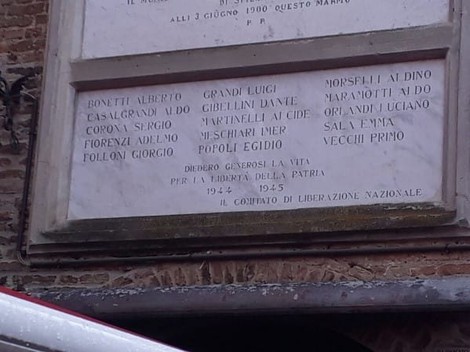 DI
ALLI 3 GIUGNO 1900 QUESTO MARMO
P. P.
BONETTI ALBERTO
CASALGRANDI ALDO
CORONA SERGIO
FIORENZI ADELMO
FOLLONI GIORGIO
GRANDI LUIGI
GIBELLINI DANTE
MARTINELLI ALCIDE
MESCHIARI IMER
POPOLI EGIDIO
MORSELLI ALDINO
MARAMOTTI ALDO
ORLANDI LUCIANO
SALA EMMA
VECCHI PRIMO
DIEDERO GENEROSI LA VITA
PER LA LIBERTÀ DELLA PATRIA
1944 1945
IL COMITATO DI LIBERAZIONE NAZIONALE